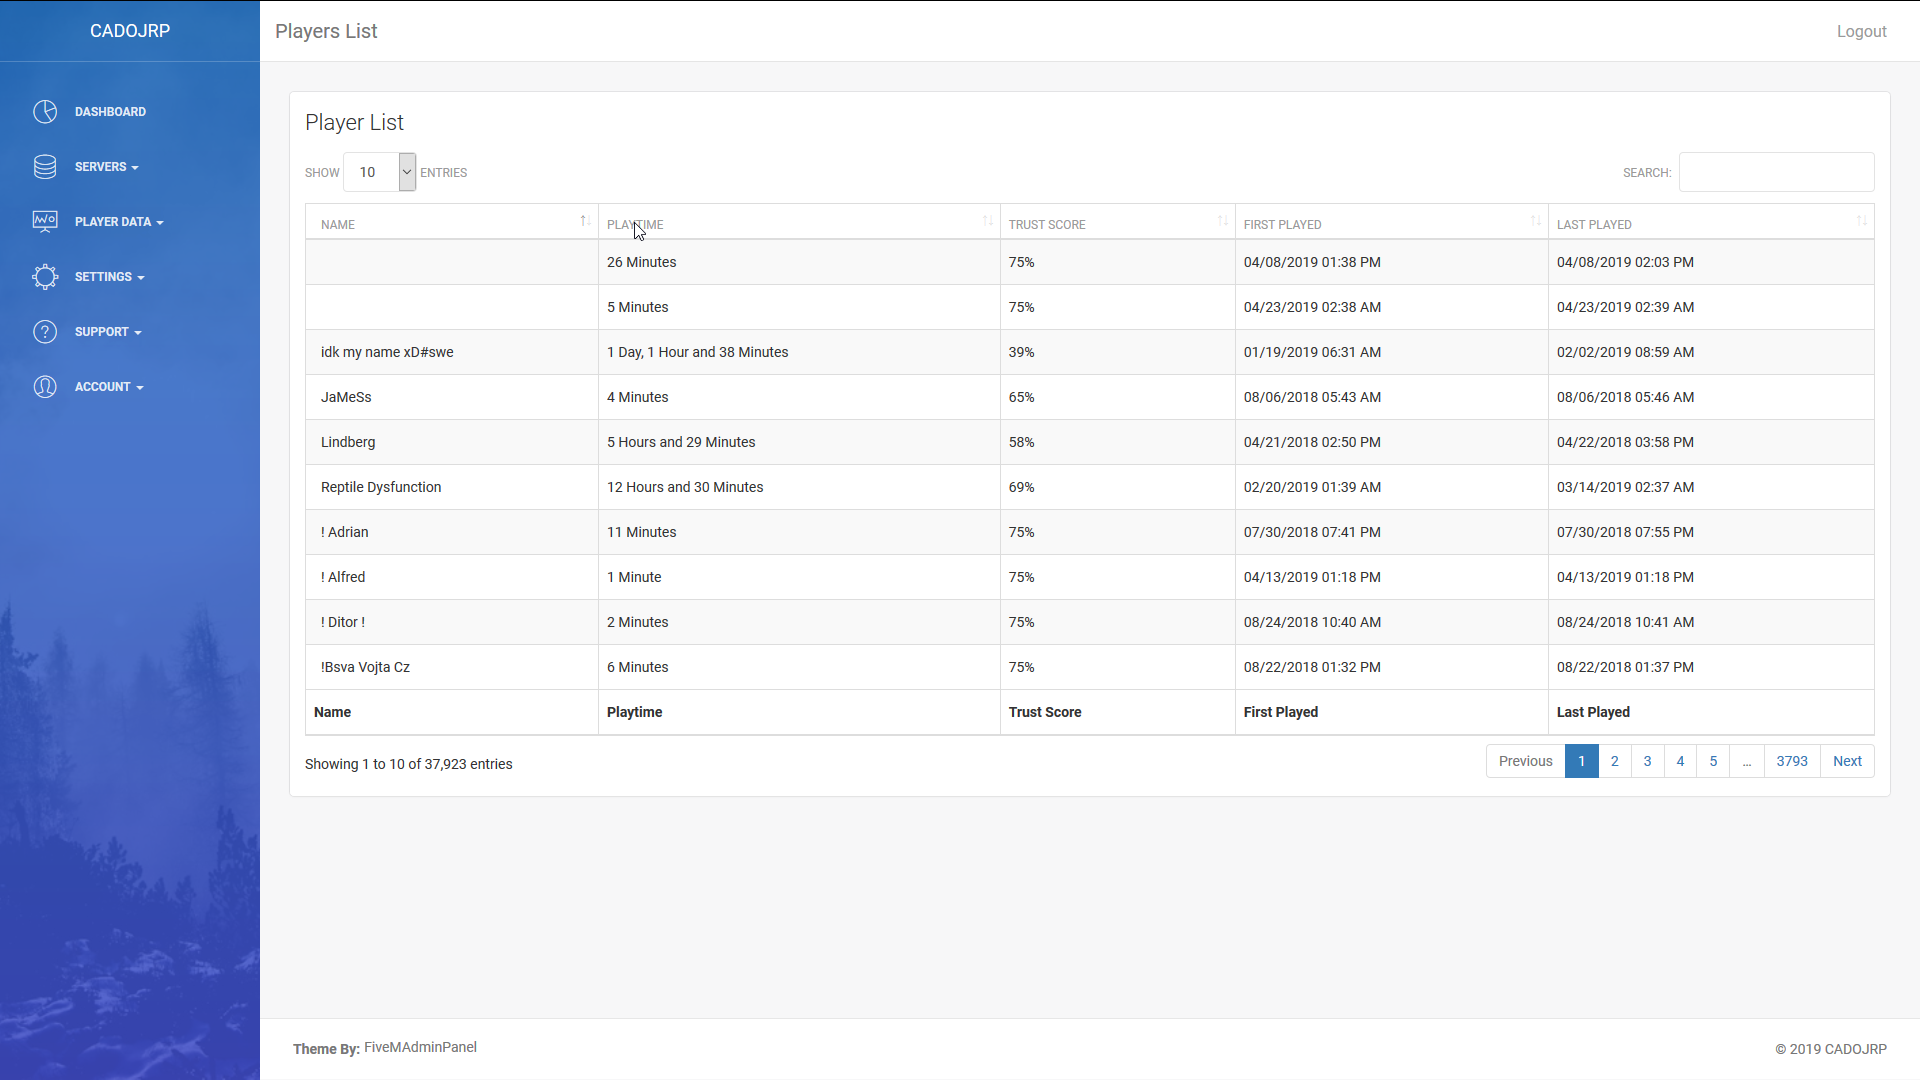 CADOJRP
Players List
Logout
DASHBOARD
SERVERS
PLAYER DATA
SETTINGS
SUPPORT
ACCOUNT
Player List
SHOW 10 ENTRIES
SEARCH:
NAME PLAYTIME TRUST SCORE FIRST PLAYED LAST PLAYED
26 Minutes 75% 04/08/2019 01:38 PM 04/08/2019 02:03 PM
5 Minutes 75% 04/23/2019 02:38 AM 04/23/2019 02:39 AM
idk my name xD#swe 1 Day, 1 Hour and 38 Minutes 39% 01/19/2019 06:31 AM 02/02/2019 08:59 AM
JaMeSs 4 Minutes 65% 08/06/2018 05:43 AM 08/06/2018 05:46 AM
Lindberg 5 Hours and 29 Minutes 58% 04/21/2018 02:50 PM 04/22/2018 03:58 PM
Reptile Dysfunction 12 Hours and 30 Minutes 69% 02/20/2019 01:39 AM 03/14/2019 02:37 AM
! Adrian 11 Minutes 75% 07/30/2018 07:41 PM 07/30/2018 07:55 PM
! Alfred 1 Minute 75% 04/13/2019 01:18 PM 04/13/2019 01:18 PM
! Ditor ! 2 Minutes 75% 08/24/2018 10:40 AM 08/24/2018 10:41 AM
!Bsva Vojta Cz 6 Minutes 75% 08/22/2018 01:32 PM 08/22/2018 01:37 PM
Name Playtime Trust Score First Played Last Played
Showing 1 to 10 of 37,923 entries
Previous 1 2 3 4 5 … 3793 Next
Theme By: FiveMAdminPanel
© 2019 CADOJRP